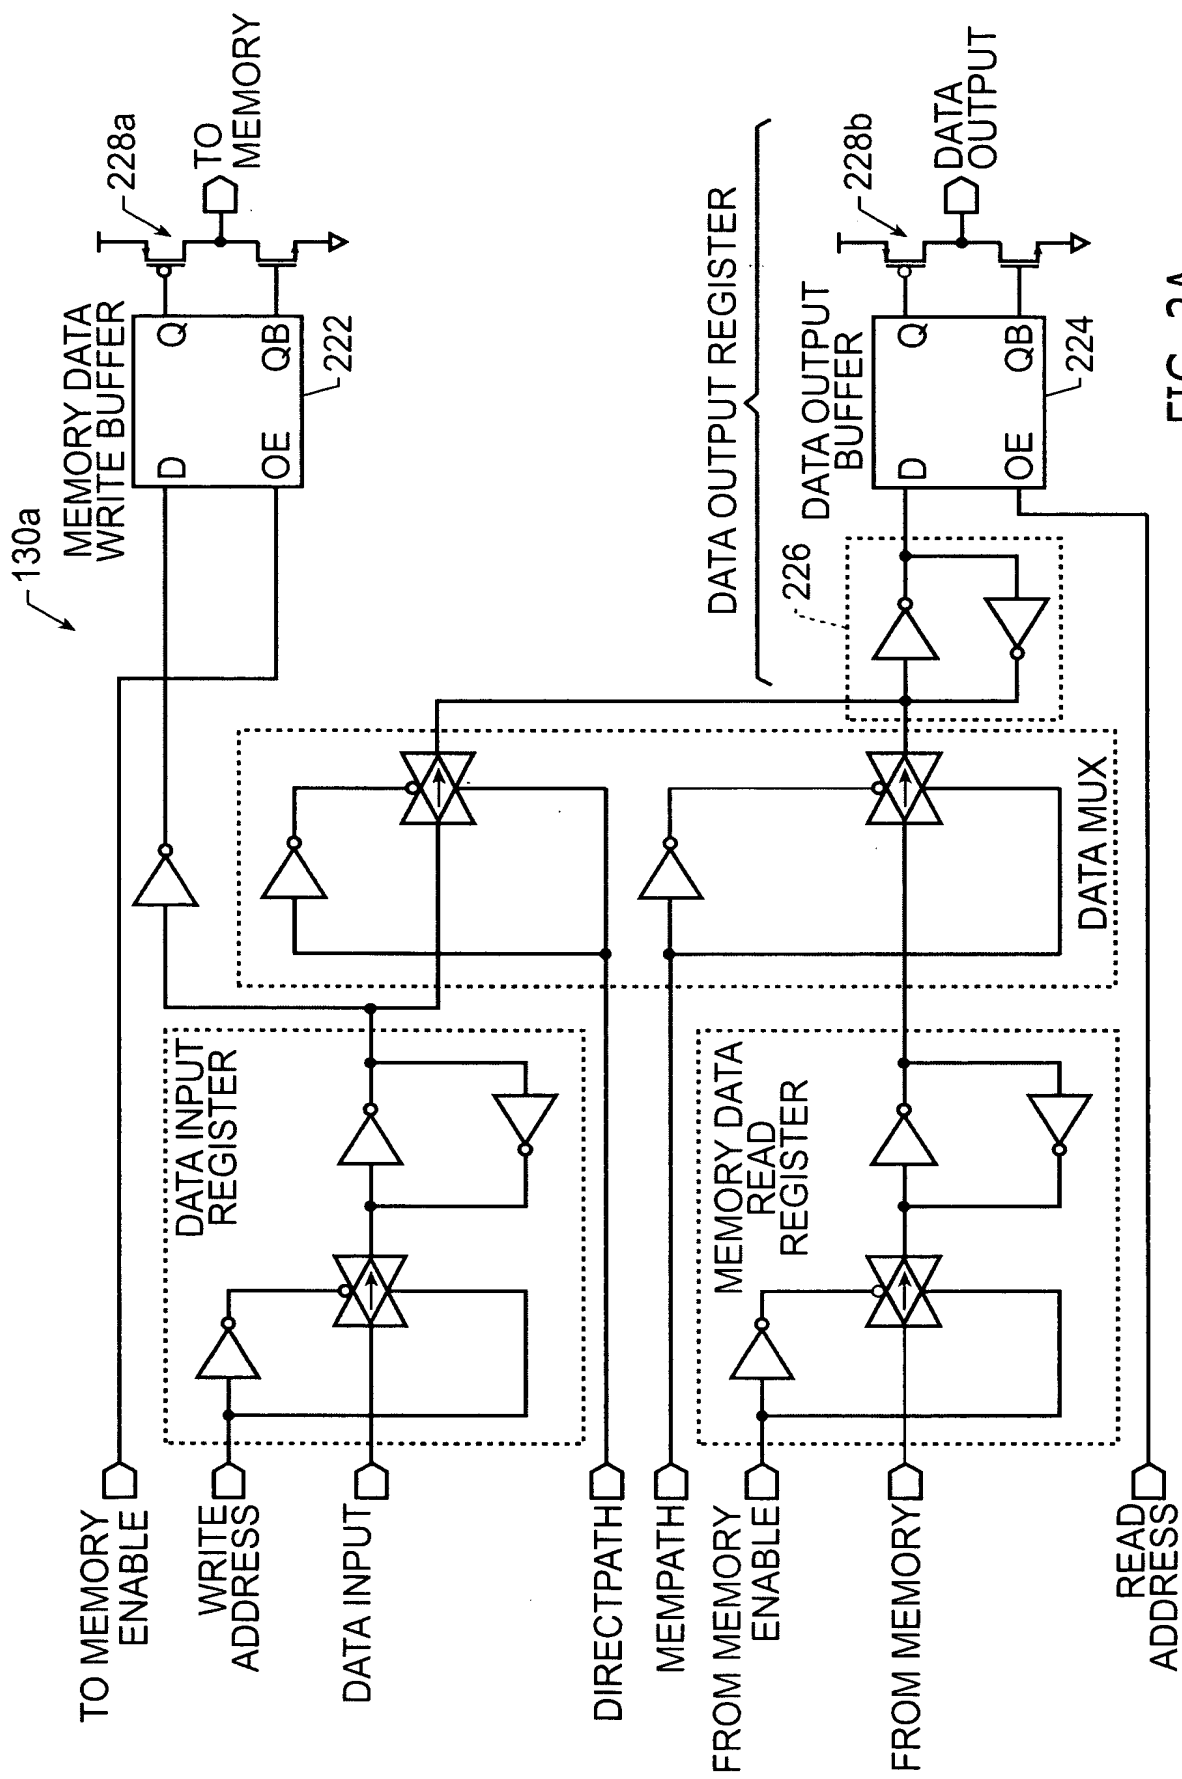 130a
MEMORY DATA
WRITE BUFFER
D
Q
OE
QB
222
228a
TO
MEMORY
TO MEMORY
ENABLE
WRITE
ADDRESS
DATA INPUT
DATA INPUT
REGISTER
DIRECTPATH
MEMPATH
FROM MEMORY
ENABLE
FROM MEMORY
MEMORY DATA
READ
REGISTER
DATA MUX
READ
ADDRESS
226
DATA OUTPUT REGISTER
DATA OUTPUT
BUFFER
D
Q
OE
QB
224
228b
DATA
OUTPUT
FIG. 2A